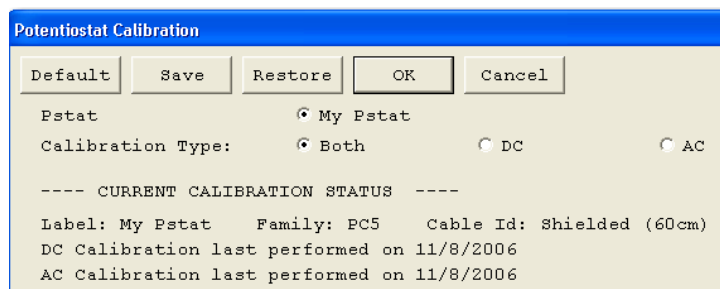 Potentiostat Calibration
Default Save Restore OK Cancel
Pstat My Pstat
Calibration Type: Both DC AC
---- CURRENT CALIBRATION STATUS ----
Label: My Pstat Family: PC5 Cable Id: Shielded (60cm)
DC Calibration last performed on 11/8/2006
AC Calibration last performed on 11/8/2006